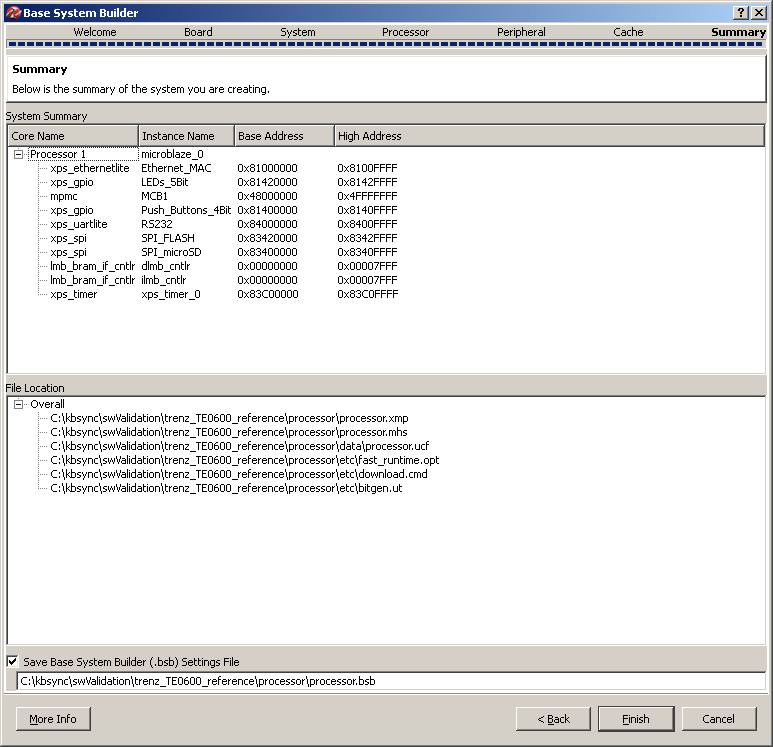 Base System Builder
Welcome Board System Processor Peripheral Cache Summary
Summary
Below is the summary of the system you are creating.
System Summary
Core Name Instance Name Base Address High Address
Processor 1 microblaze_0
xps_ethernetlite Ethernet_MAC 0x81000000 0x8100FFFF
xps_gpio LEDs_5Bit 0x81420000 0x8142FFFF
mpmc MCB1 0x48000000 0x4FFFFFFF
xps_gpio Push_Buttons_4Bit 0x81400000 0x8140FFFF
xps_uartlite RS232 0x84000000 0x8400FFFF
xps_spi SPI_FLASH 0x83420000 0x8342FFFF
xps_spi SPI_microSD 0x83400000 0x8340FFFF
lmb_bram_if_cntlr dlmb_cntlr 0x00000000 0x00007FFF
lmb_bram_if_cntlr ilmb_cntlr 0x00000000 0x00007FFF
xps_timer xps_timer_0 0x83C00000 0x83C0FFFF
File Location
Overall
C:\kbsync\swValidation\trenz_TE0600_reference\processor\processor.xmp
C:\kbsync\swValidation\trenz_TE0600_reference\processor\processor.mhs
C:\kbsync\swValidation\trenz_TE0600_reference\processor\data\processor.ucf
C:\kbsync\swValidation\trenz_TE0600_reference\processor\etc\fast_runtime.opt
C:\kbsync\swValidation\trenz_TE0600_reference\processor\etc\download.cmd
C:\kbsync\swValidation\trenz_TE0600_reference\processor\etc\bitgen.ut
Save Base System Builder (.bsb) Settings File
C:\kbsync\swValidation\trenz_TE0600_reference\processor\processor.bsb
More Info < Back Finish Cancel